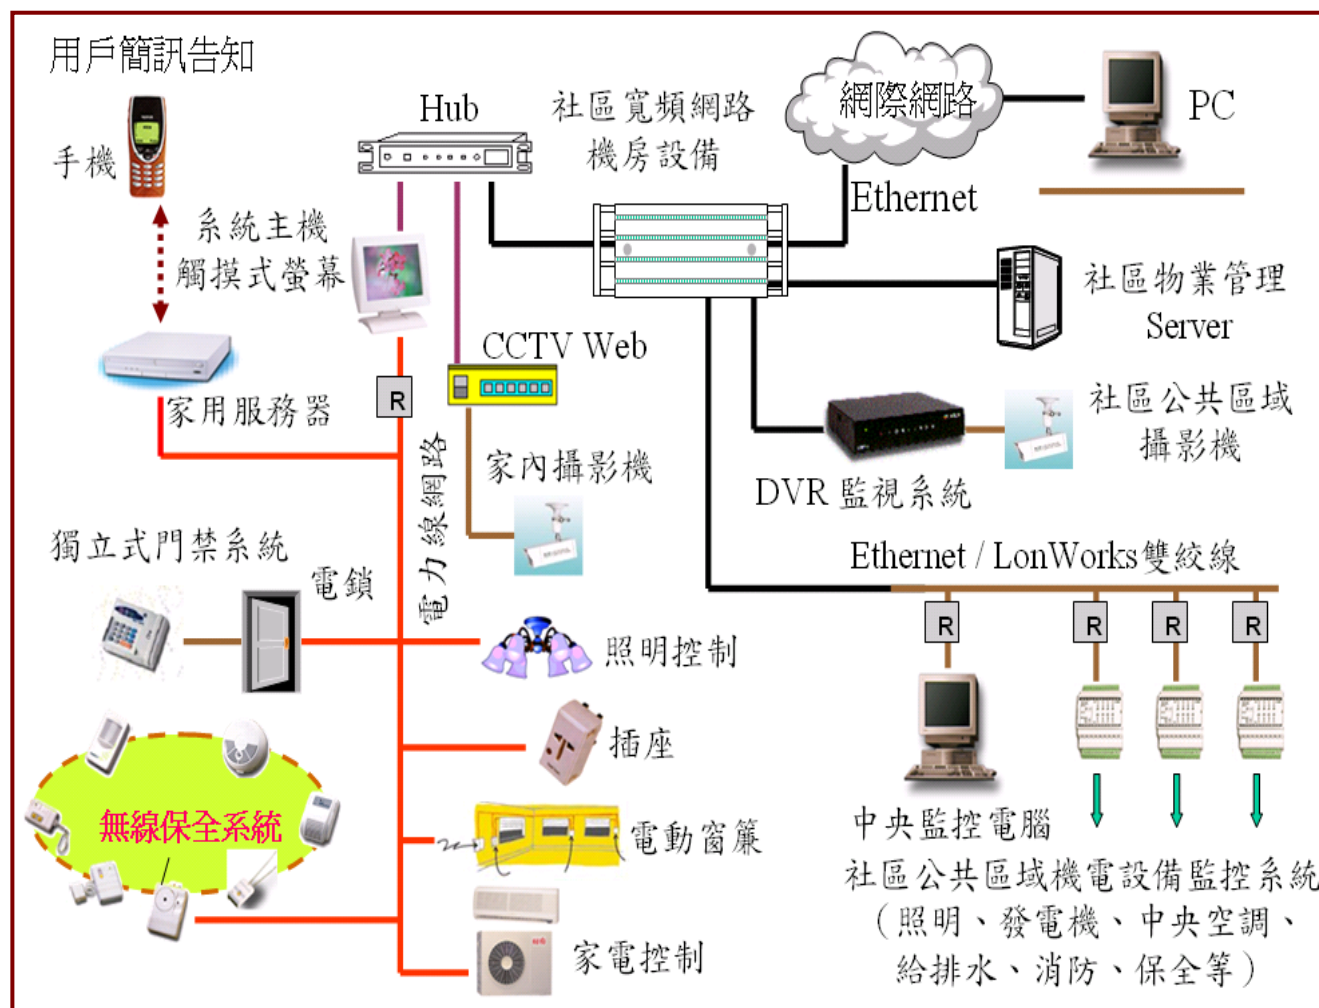 用戶簡訊告知
手機
Hub
社區寬頻網路
機房設備
網際網路
PC
Ethernet
系統主機
觸摸式螢幕
社區物業管理
Server
CCTV Web
R
家用服務器
電力線網路
家內攝影機
社區公共區域
攝影機
DVR 監視系統
獨立式門禁系統
電鎖
Ethernet / LonWorks雙絞線
R
R
R
R
照明控制
插座
無線保全系統
電動窗簾
中央監控電腦
社區公共區域機電設備監控系統
（照明、發電機、中央空調、
給排水、消防、保全等）
家電控制